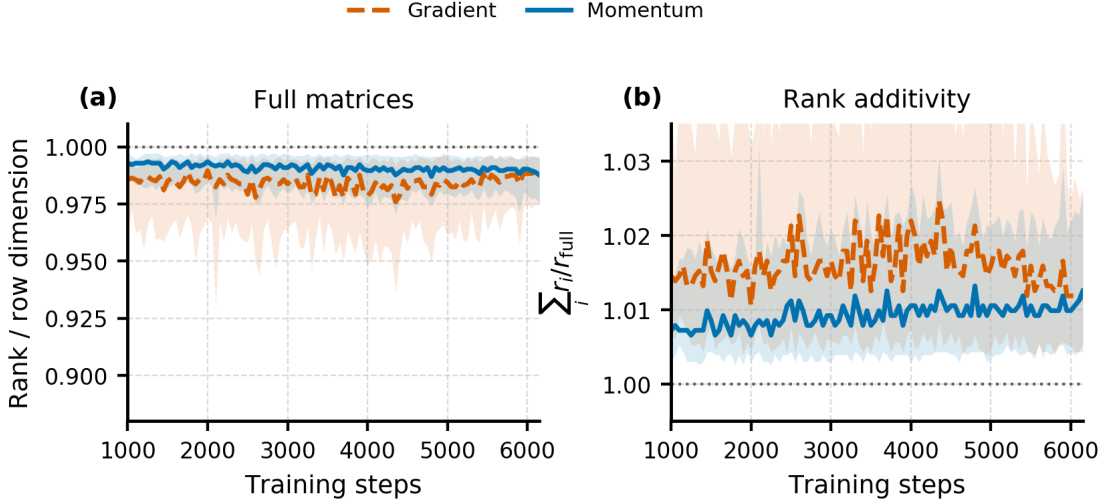 Gradient Momentum
(a) Full matrices
Rank / row dimension
1.000
0.975
0.950
0.925
0.900
1000 2000 3000 4000 5000 6000
Training steps
(b) Rank additivity
∑ᵢ rᵢ/r_full
1.03
1.02
1.01
1.00
1000 2000 3000 4000 5000 6000
Training steps